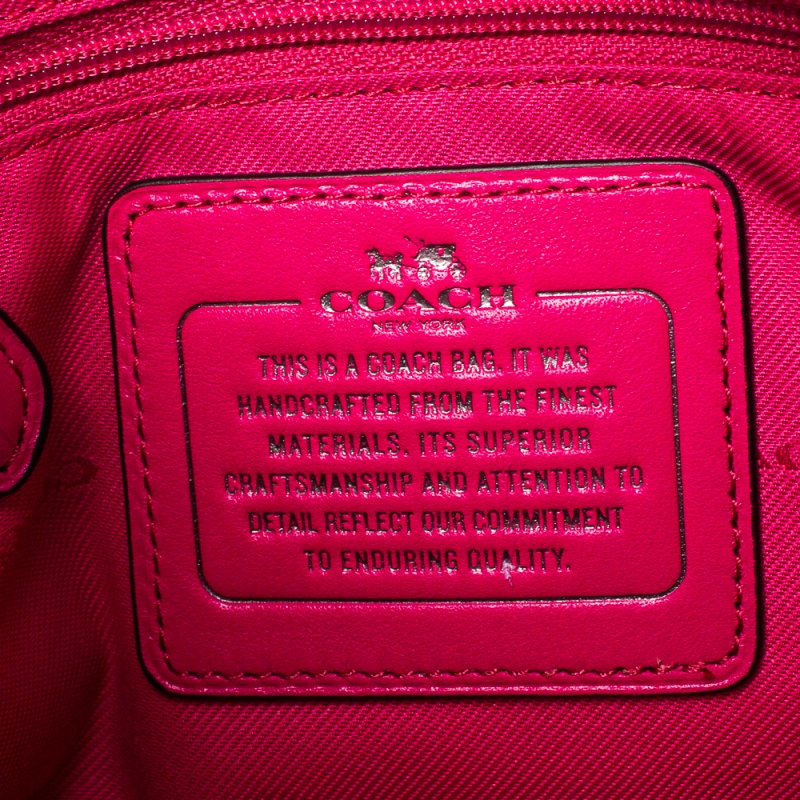 COACH
NEW YORK
THIS IS A COACH BAG. IT WAS
HANDCRAFTED FROM THE FINEST
MATERIALS. ITS SUPERIOR
CRAFTSMANSHIP AND ATTENTION TO
DETAIL REFLECT OUR COMMITMENT
TO ENDURING QUALITY.